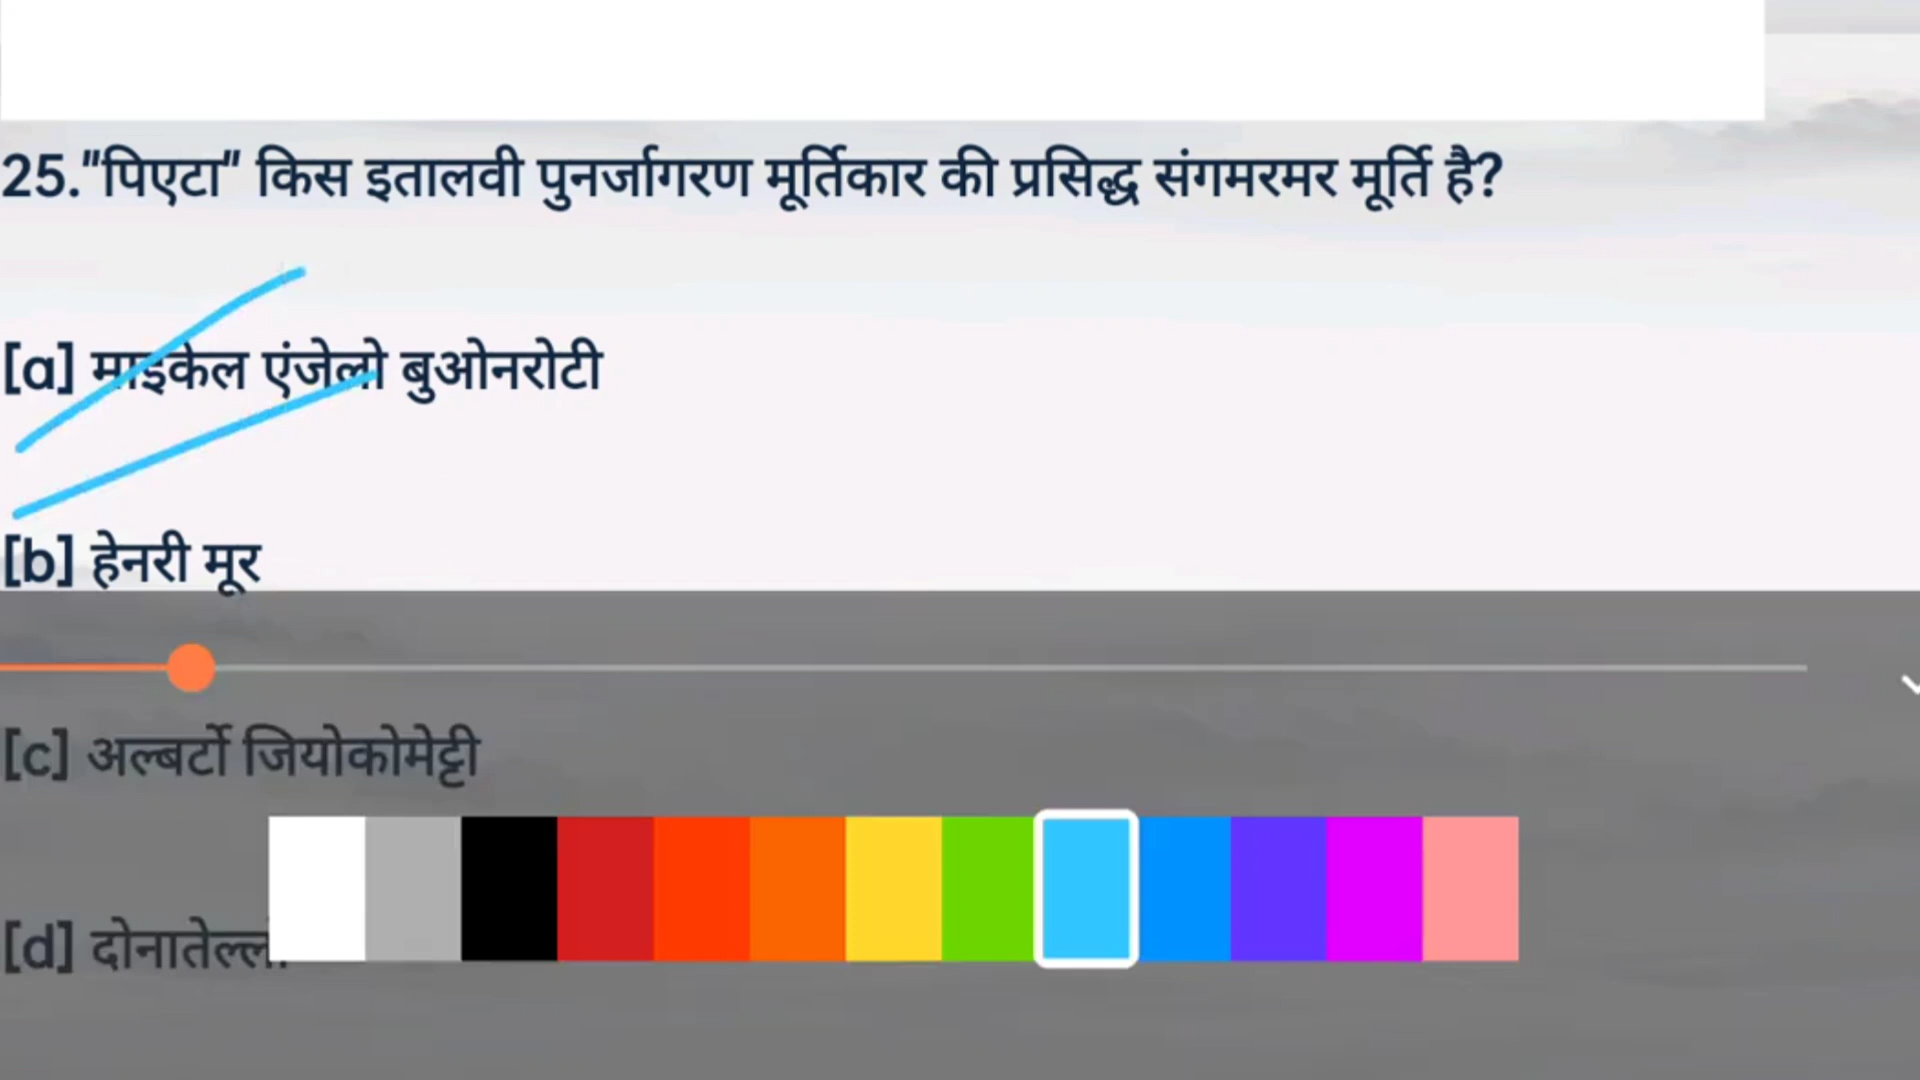 25."पिएटा" किस इतालवी पुनर्जागरण मूर्तिकार की प्रसिद्ध संगमरमर मूर्ति है?
[a] माइकेल एंजेलो बुओनरोटी
[b] हेनरी मूर
[c] अल्बर्टो जियोकोमेट्टी
[d] दोनातेल्लो